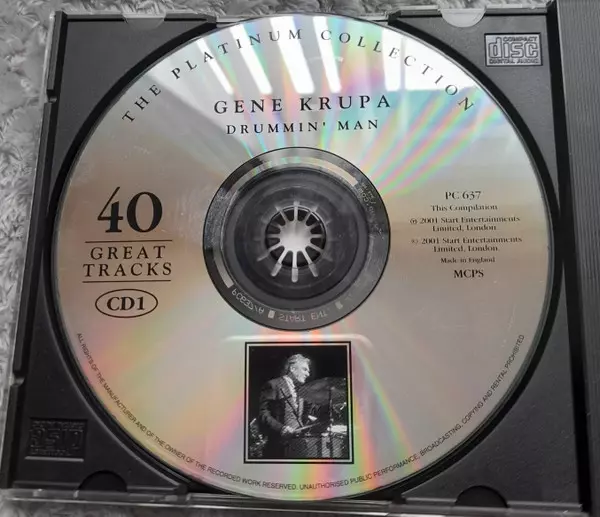 THE PLATINUM COLLECTION
GENE KRUPA
DRUMMIN' MAN
COMPACT
disc
DIGITAL AUDIO
40
GREAT
TRACKS
CD1
PC 637
This Compilation
℗ 2001 Start Entertainments
Limited, London.
© 2001 Start Entertainments
Limited, London.
Made in England
MCPS
ALL RIGHTS OF THE MANUFACTURER AND OF THE OWNER OF THE RECORDED WORK RESERVED. UNAUTHORISED PUBLIC PERFORMANCE, BROADCASTING, COPYING AND RENTAL PROHIBITED